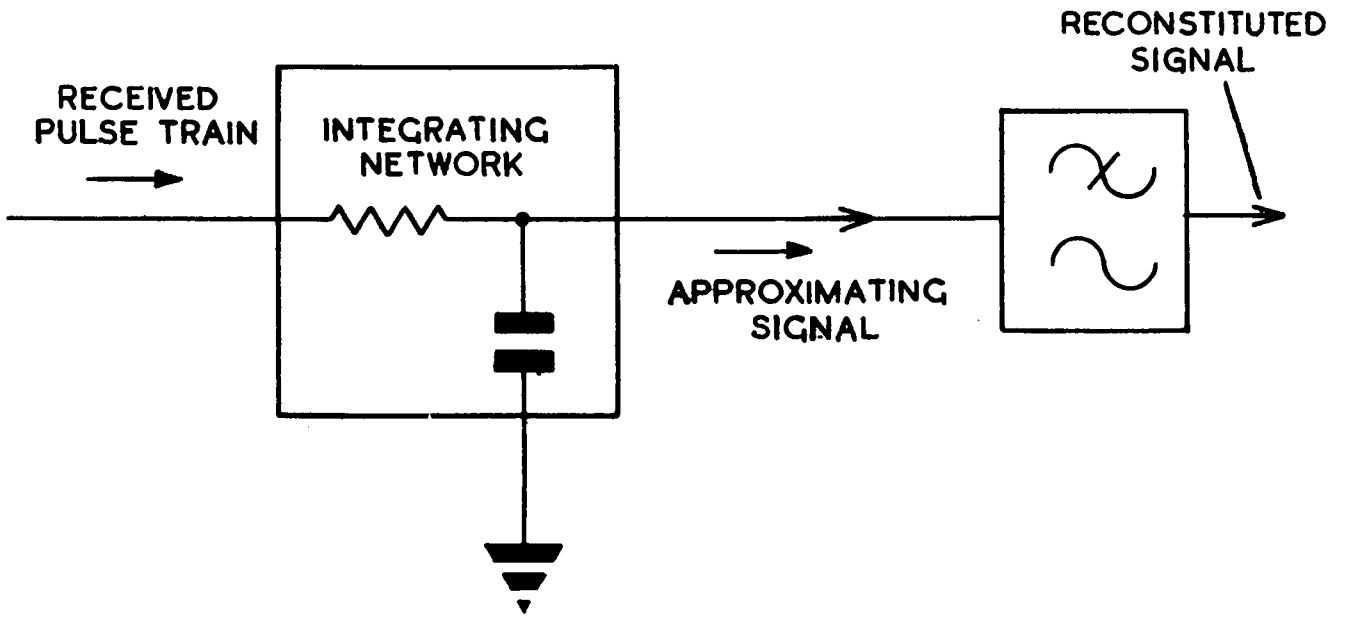 RECEIVED
PULSE TRAIN
INTEGRATING
NETWORK
APPROXIMATING
SIGNAL
RECONSTITUTED
SIGNAL